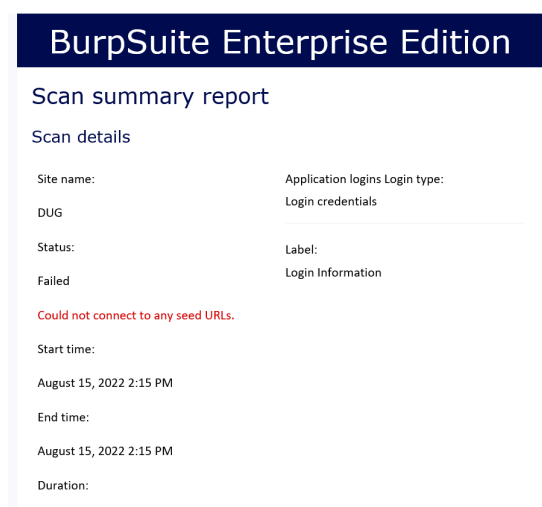 BurpSuite Enterprise Edition
Scan summary report
Scan details
Site name:
DUG
Status:
Failed
Could not connect to any seed URLs.
Start time:
August 15, 2022 2:15 PM
End time:
August 15, 2022 2:15 PM
Duration:
Application logins Login type:
Login credentials
Label:
Login Information